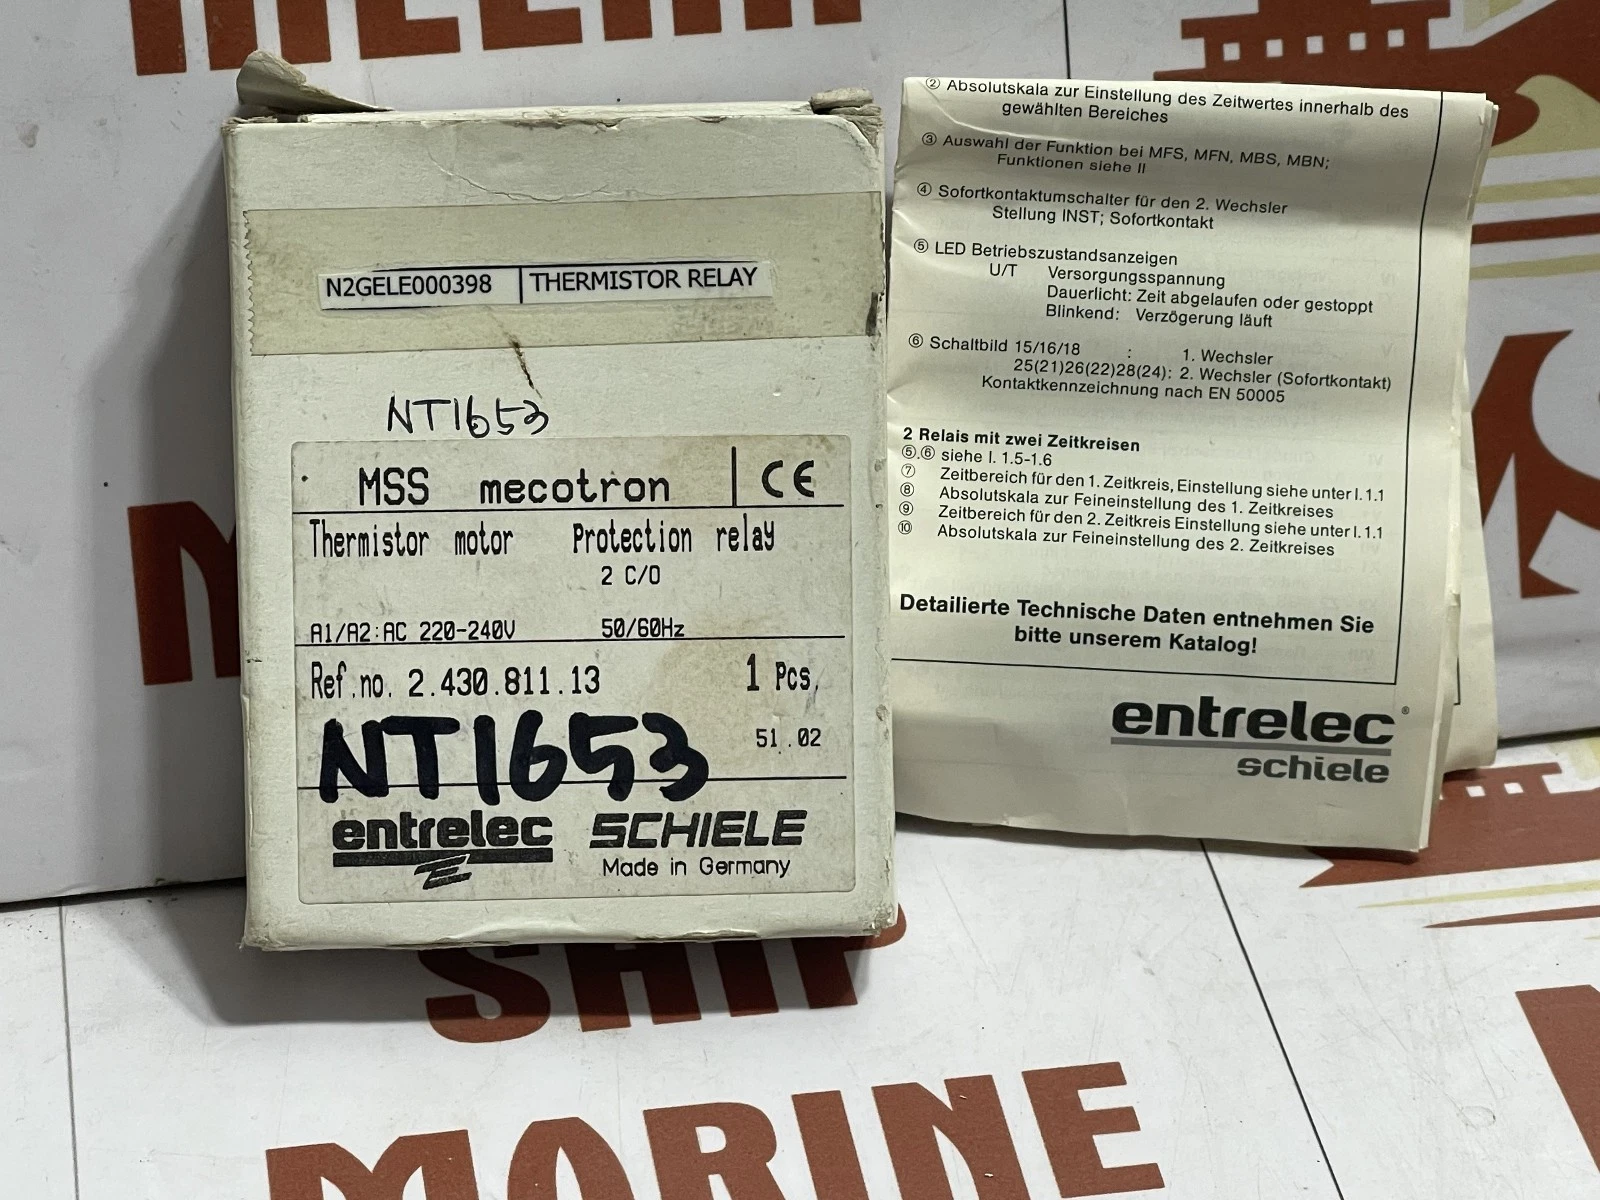 N2GELE000398 THERMISTOR RELAY
NT1653
MSS mecotron CE
Thermistor motor Protection relay
2 C/O
A1/A2:AC 220-240V 50/60Hz
Ref.no. 2.430.811.13 1 Pcs.
51.02
NT1653
entrelec SCHIELE
Made in Germany
② Absolutskala zur Einstellung des Zeitwertes innerhalb des
gewählten Bereiches
③ Auswahl der Funktion bei MFS, MFN, MBS, MBN;
Funktionen siehe II
④ Sofortkontaktumschalter für den 2. Wechsler
Stellung INST; Sofortkontakt
⑤ LED Betriebszustandsanzeigen
U/T Versorgungsspannung
Dauerlicht: Zeit abgelaufen oder gestoppt
Blinkend: Verzögerung läuft
⑥ Schaltbild 15/16/18 : 1. Wechsler
25(21)26(22)28(24): 2. Wechsler (Sofortkontakt)
Kontaktkennzeichnung nach EN 50005
2 Relais mit zwei Zeitkreisen
⑤.⑥ siehe I. 1.5-1.6
⑦ Zeitbereich für den 1. Zeitkreis, Einstellung siehe unter I. 1.1
⑧ Absolutskala zur Feineinstellung des 1. Zeitkreises
⑨ Zeitbereich für den 2. Zeitkreis Einstellung siehe unter I. 1.1
⑩ Absolutskala zur Feineinstellung des 2. Zeitkreises
Detailierte Technische Daten entnehmen Sie
bitte unserem Katalog!
entrelec®
schiele
SHIP
MARINE